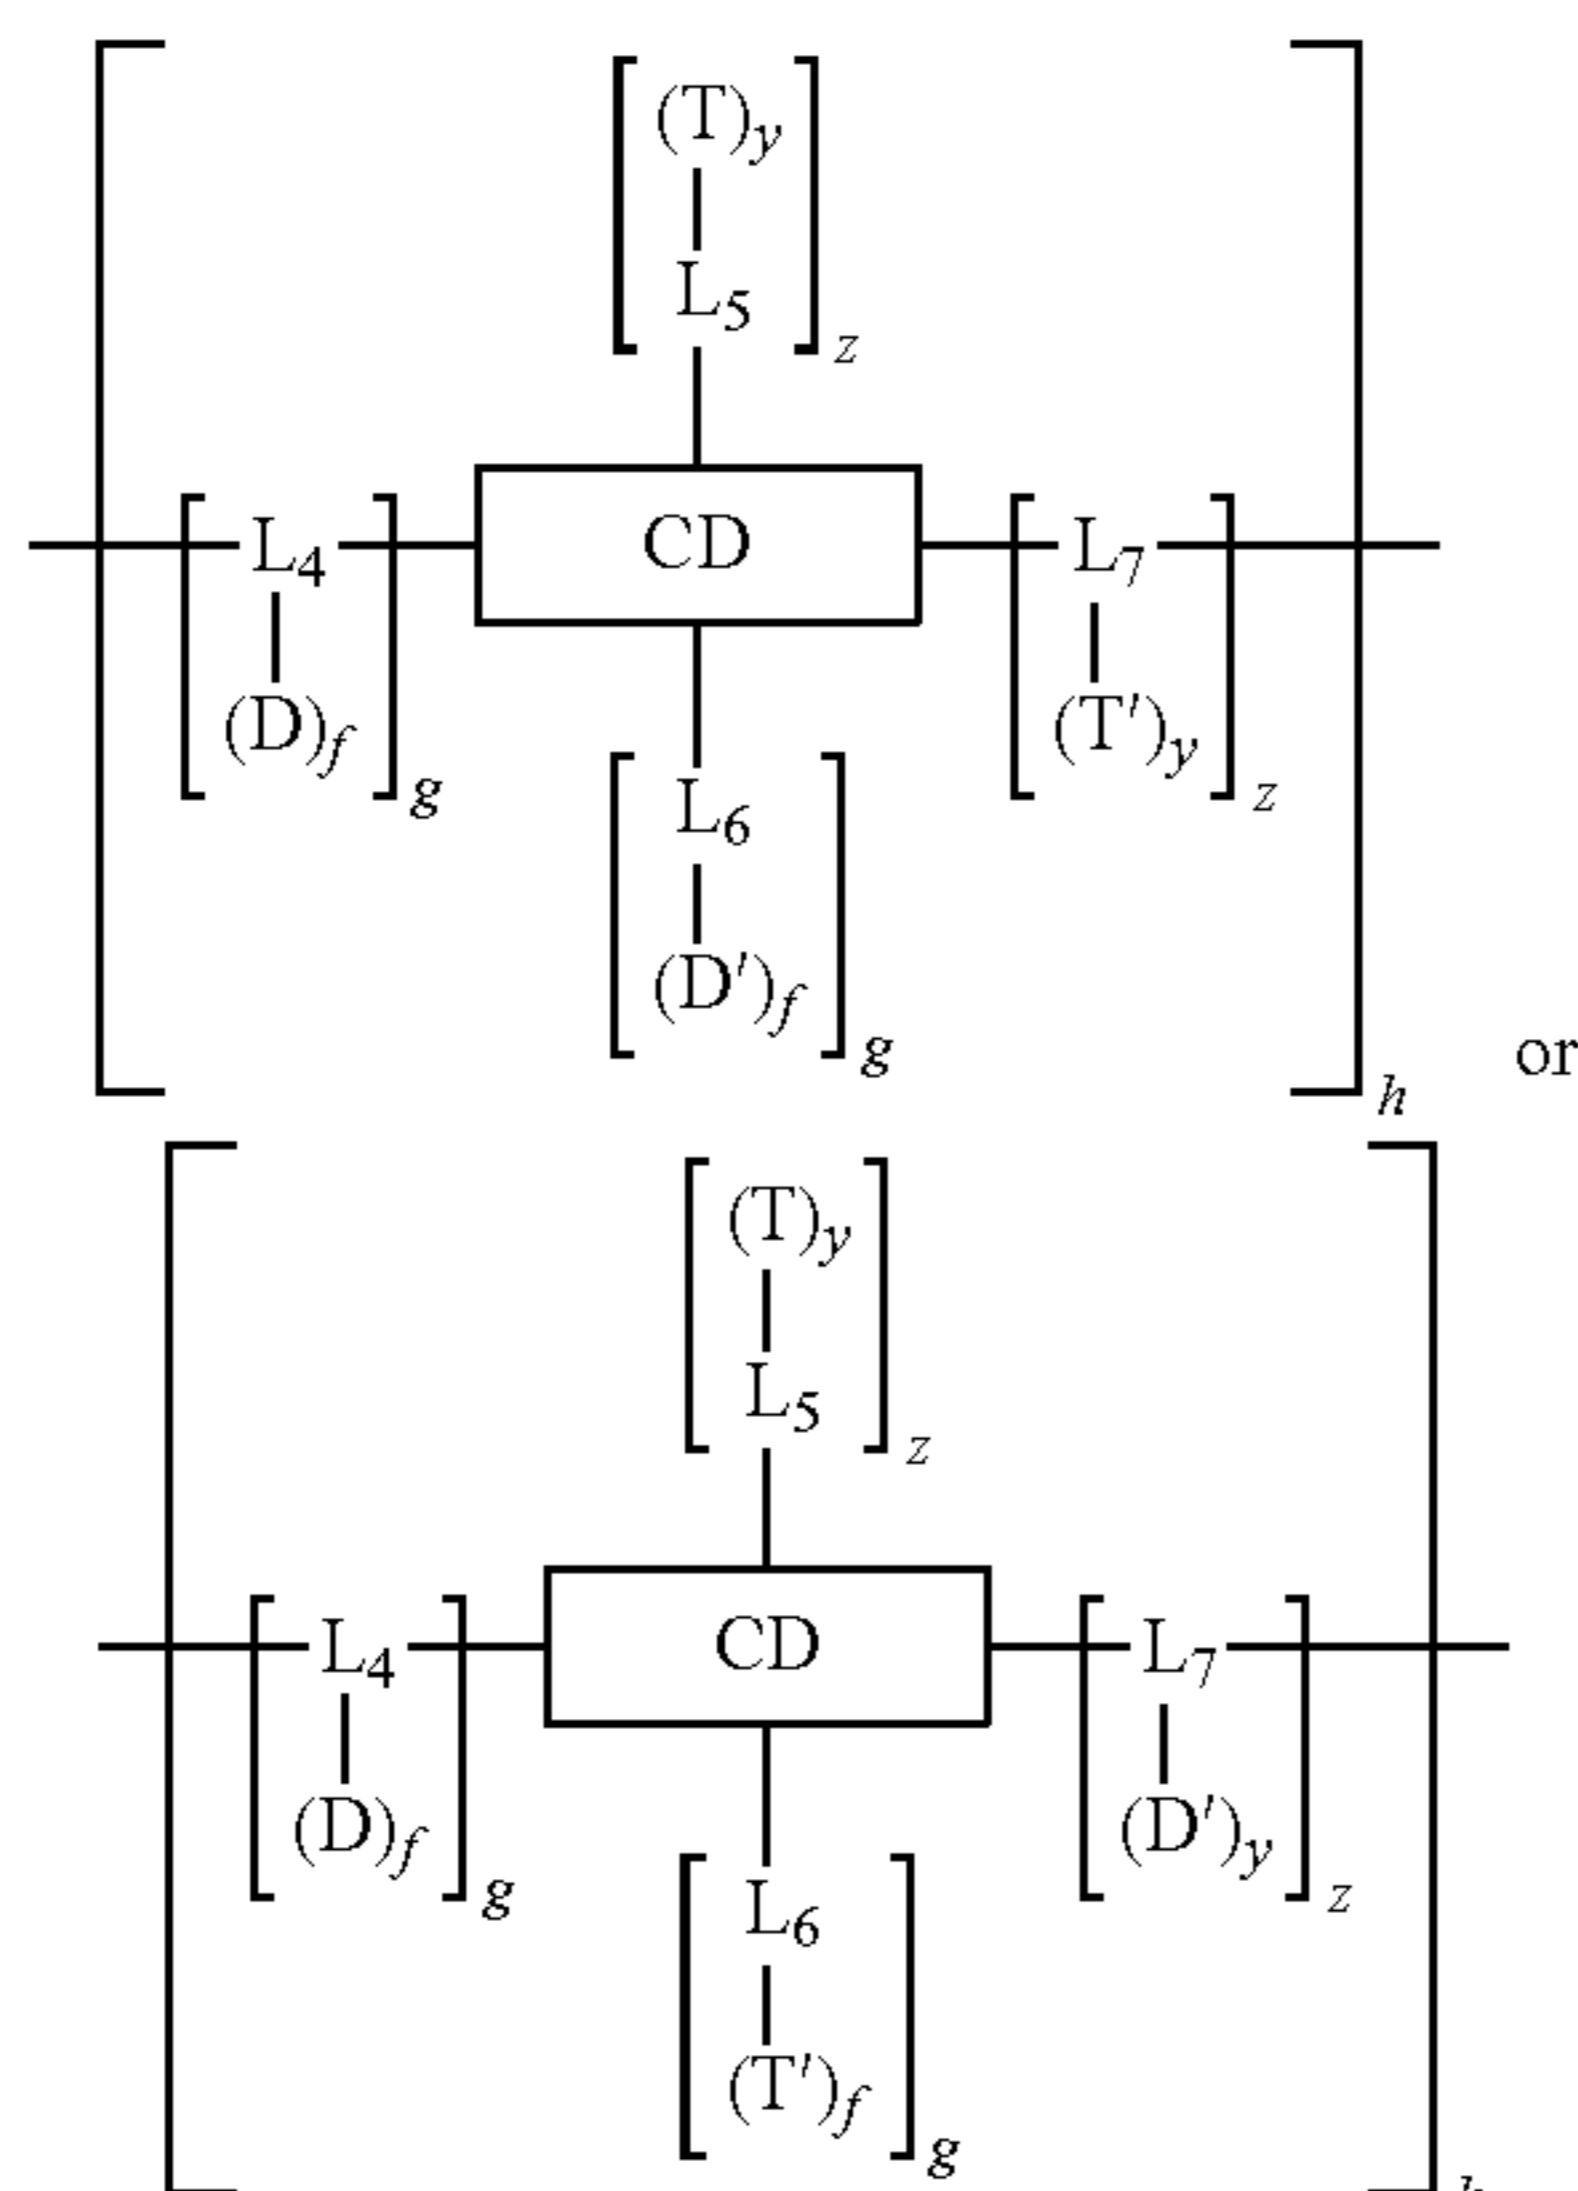 (T)y
L5
z
L4 CD L7
(D)f (T')y
g z
L6
(D')f
g
or
h
(T)y
L5
z
L4 CD L7
(D)f (D')y
g z
L6
(T')f
g